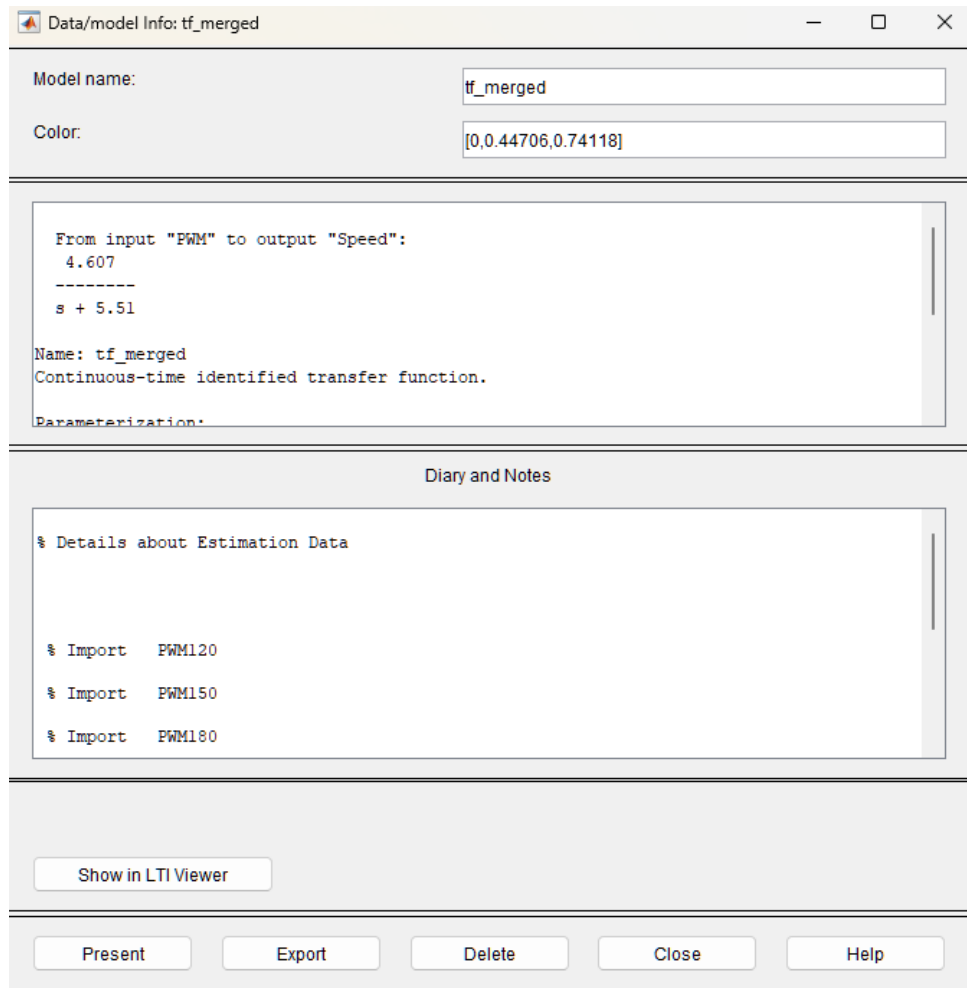 Data/model Info: tf_merged
Model name:
tf_merged
Color:
[0,0.44706,0.74118]
From input "PWM" to output "Speed":
4.607
--------
s + 5.51
Name: tf_merged
Continuous-time identified transfer function.
Parameterization:
Diary and Notes
% Details about Estimation Data
% Import PWM120
% Import PWM150
% Import PWM180
Show in LTI Viewer
Present Export Delete Close Help